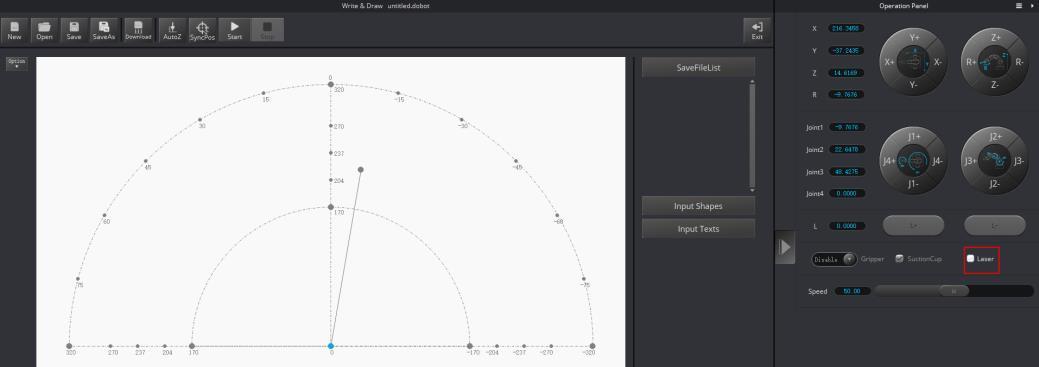 Write & Draw untitled.dobot
Operation Panel
New Open Save SaveAs Download AutoZ SyncPos Start Stop Exit
Option
0
320
15
-15
30
-30
270
45
-45
237
204
60
-60
170
75
-75
320 270 237 204 170 0 -170 -204 -237 -270 -320
SaveFileList
Input Shapes
Input Texts
X 216.3458
Y -37.2435
Z 14.6169
R -9.7676
Y+
X+ X-
Y-
Z+
R+ R-
Z-
Joint1 -9.7676
Joint2 22.6478
Joint3 48.4275
Joint4 0.0000
J1+
J4+ J4-
J1-
J2+
J3+ J3-
J2-
L 0.0000 L+ L-
Disable Gripper SuctionCup Laser
Speed 50.00